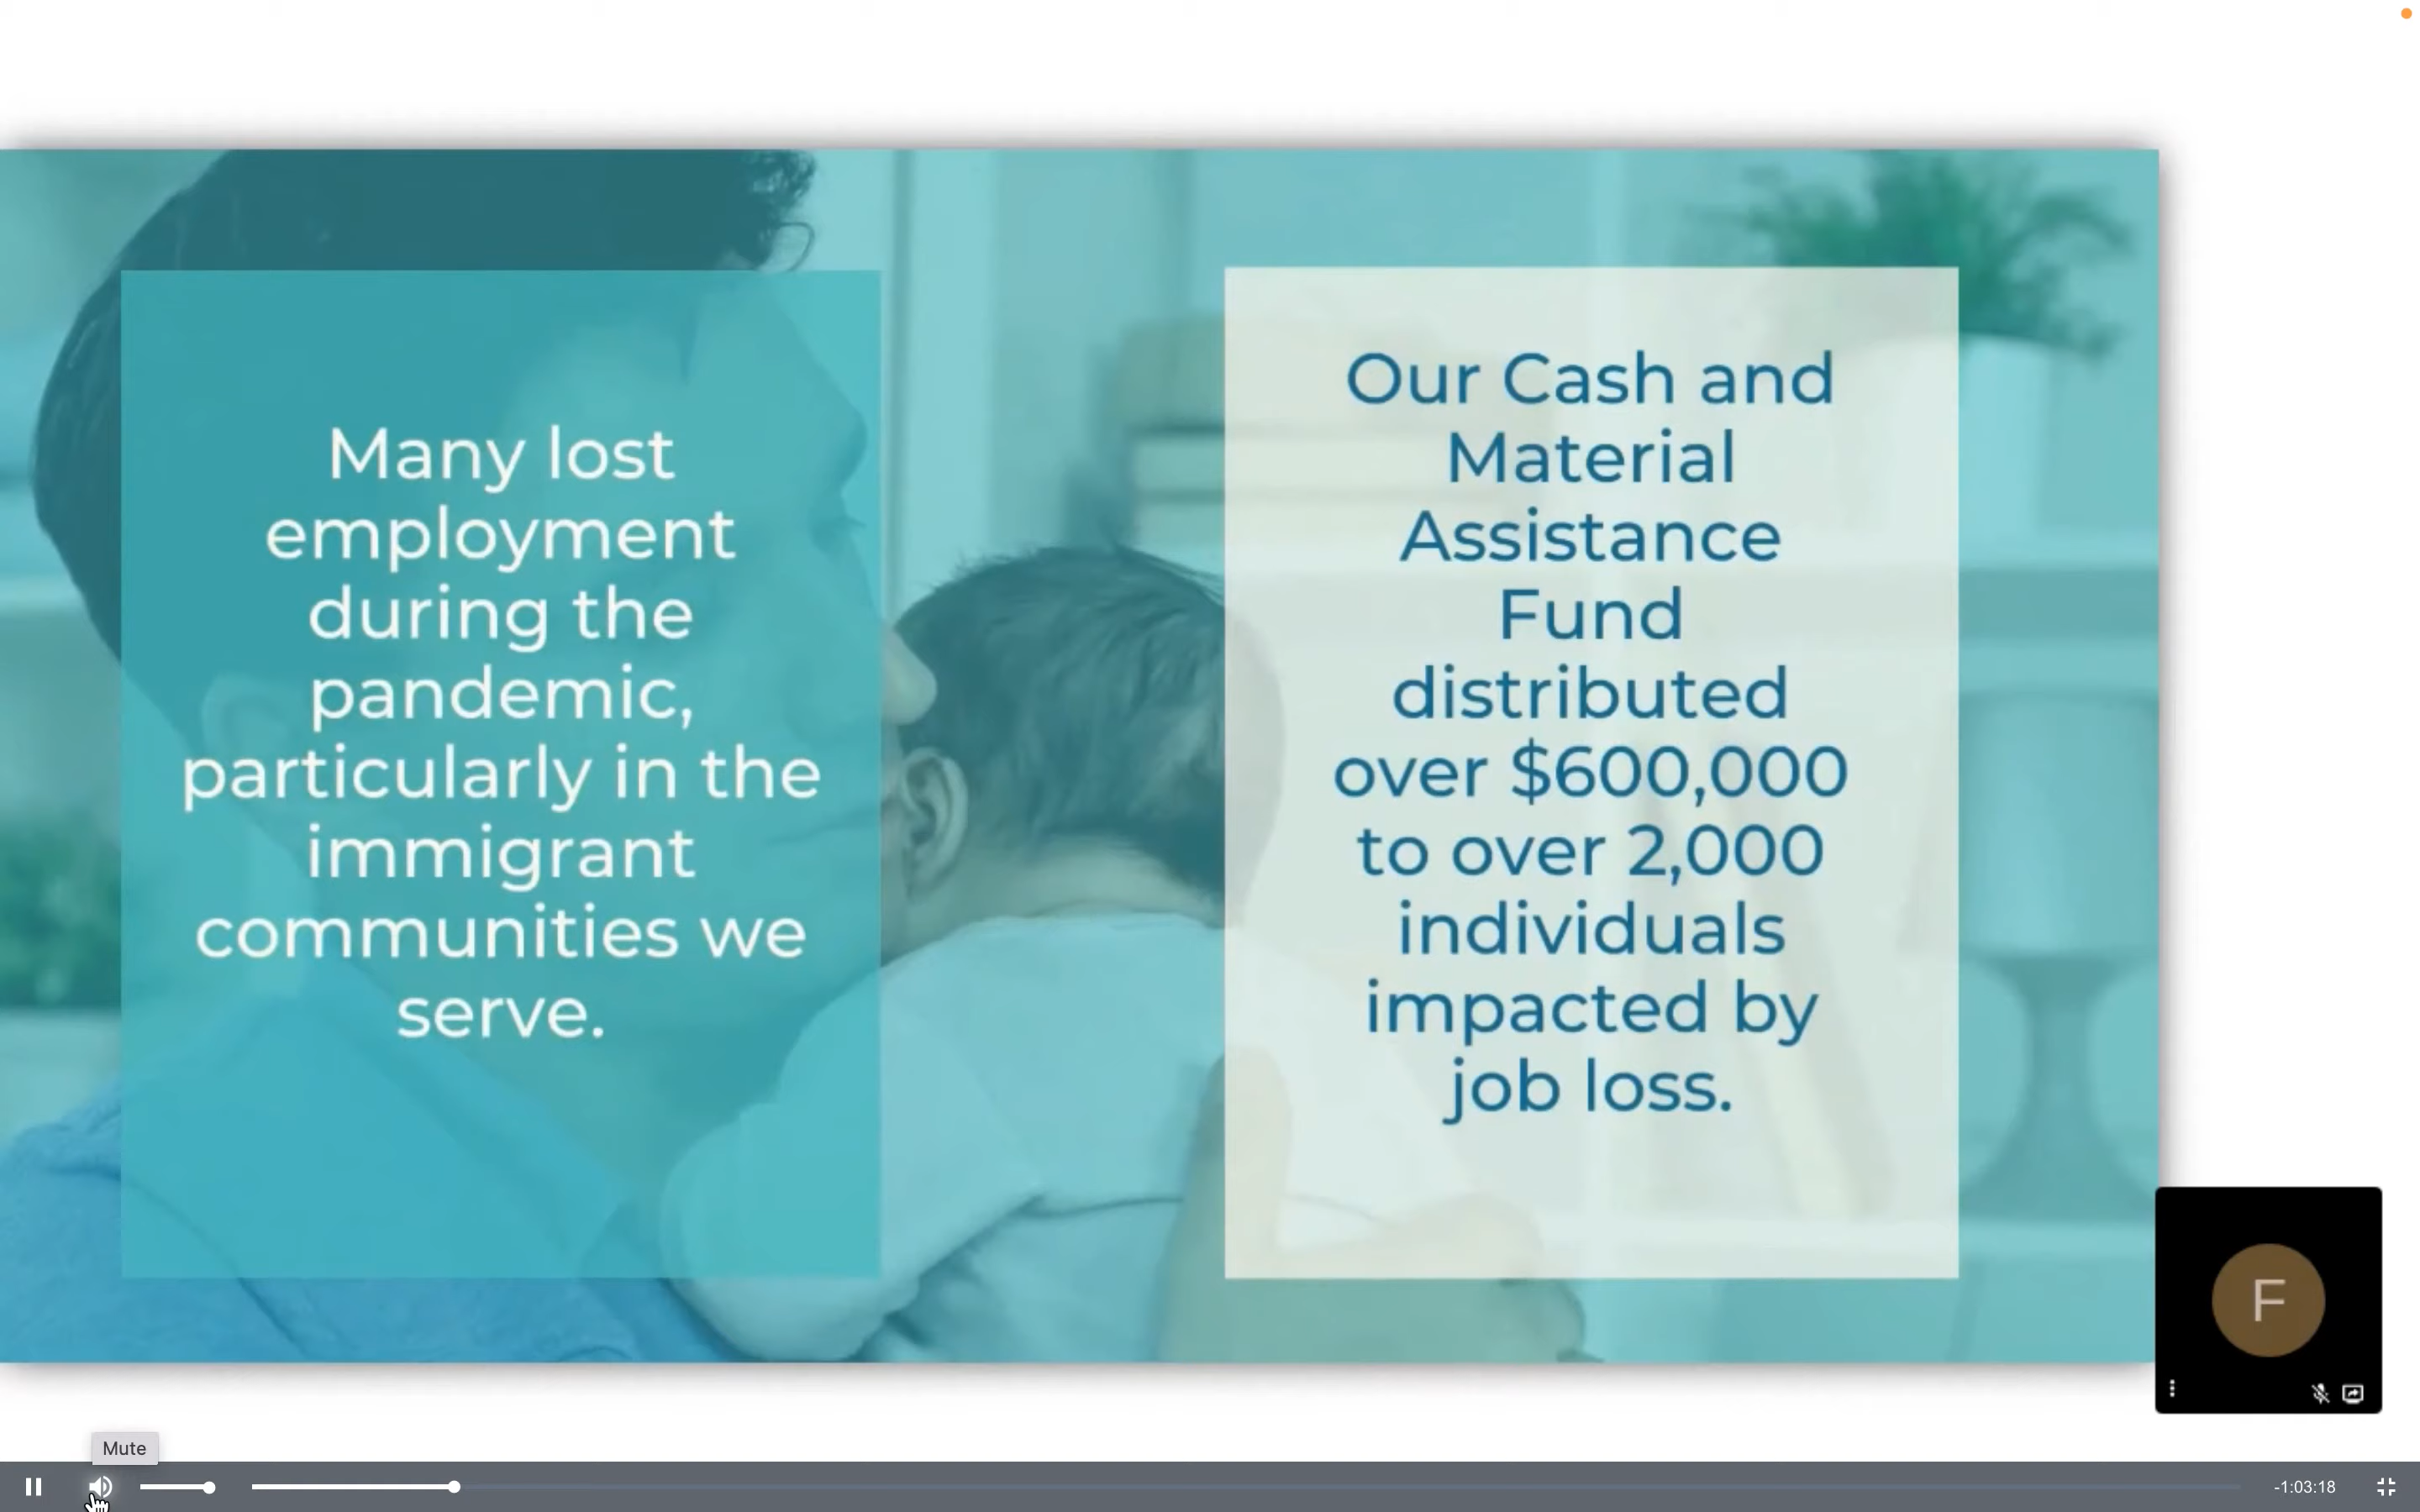 Many lost
employment
during the
pandemic,
particularly in the
immigrant
communities we
serve.
Our Cash and
Material
Assistance
Fund
distributed
over $600,000
to over 2,000
individuals
impacted by
job loss.
F
Mute
-1:03:18